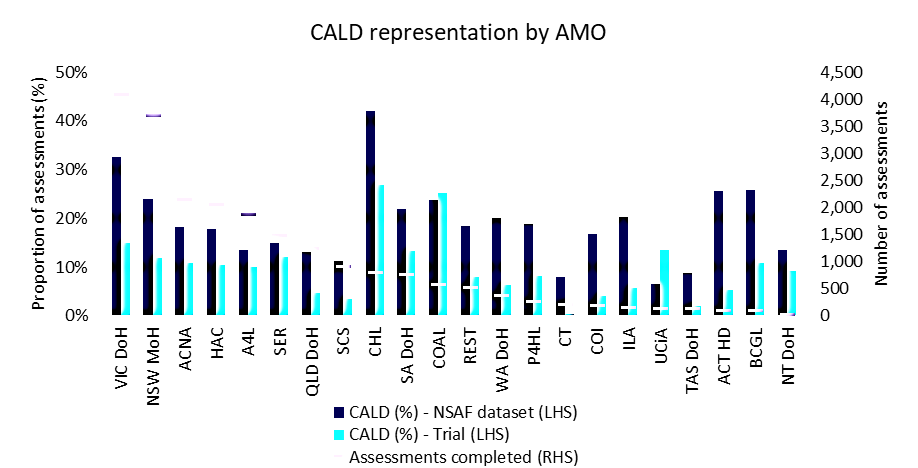 CALD representation by AMO
50%
40%
30%
20%
10%
0%
Proportion of assessments (%)
4,500
4,000
3,500
3,000
2,500
2,000
1,500
1,000
500
0
Number of assessments
VIC DoH
NSW MoH
ACNA
HAC
A4L
SER
QLD DoH
SCS
CHL
SA DoH
COAL
REST
WA DoH
P4HL
CT
COI
ILA
UCiA
TAS DoH
ACT HD
BCGL
NT DoH
CALD (%) - NSAF dataset (LHS)
CALD (%) - Trial (LHS)
Assessments completed (RHS)